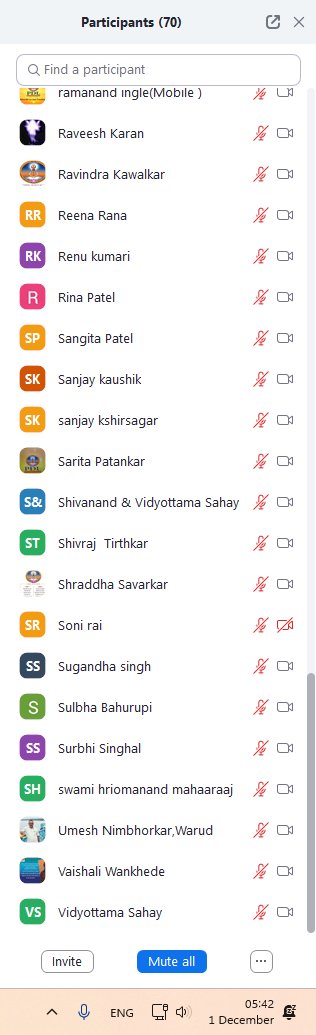 Participants (70)
Find a participant
ramanand ingle(Mobile )
Raveesh Karan
Ravindra Kawalkar
RR Reena Rana
RK Renu kumari
R Rina Patel
SP Sangita Patel
SK Sanjay kaushik
SK sanjay kshirsagar
Sarita Patankar
S& Shivanand & Vidyottama Sahay
ST Shivraj  Tirthkar
Shraddha Savarkar
SR Soni rai
SS Sugandha singh
S Sulbha Bahurupi
SS Surbhi Singhal
SH swami hriomanand mahaaraaj
Umesh Nimbhorkar,Warud
Vaishali Wankhede
VS Vidyottama Sahay
Invite Mute all ...
ENG 05:42
1 December